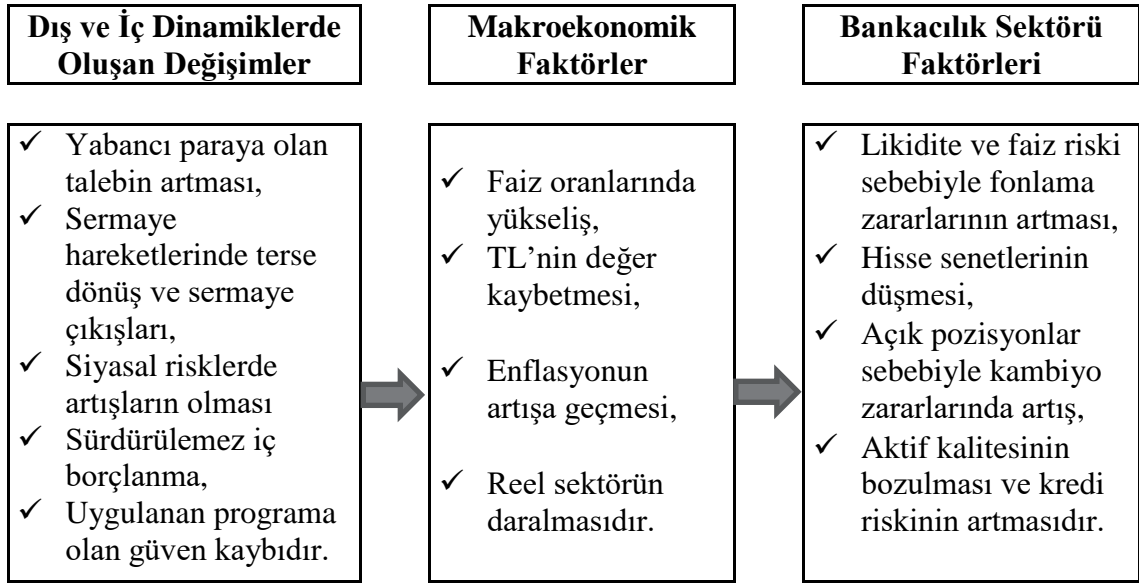 Dış ve İç Dinamiklerde
Oluşan Değişimler
✓ Yabancı paraya olan
talebin artması,
✓ Sermaye
hareketlerinde terse
dönüş ve sermaye
çıkışları,
✓ Siyasal risklerde
artışların olması
✓ Sürdürülemez iç
borçlanma,
✓ Uygulanan programa
olan güven kaybıdır.
Makroekonomik
Faktörler
✓ Faiz oranlarında
yükseliş,
✓ TL’nin değer
kaybetmesi,
✓ Enflasyonun
artışa geçmesi,
✓ Reel sektörün
daralmasıdır.
Bankacılık Sektörü
Faktörleri
✓ Likidite ve faiz riski
sebebiyle fonlama
zararlarının artması,
✓ Hisse senetlerinin
düşmesi,
✓ Açık pozisyonlar
sebebiyle kambiyo
zararlarında artış,
✓ Aktif kalitesinin
bozulması ve kredi
riskinin artmasıdır.